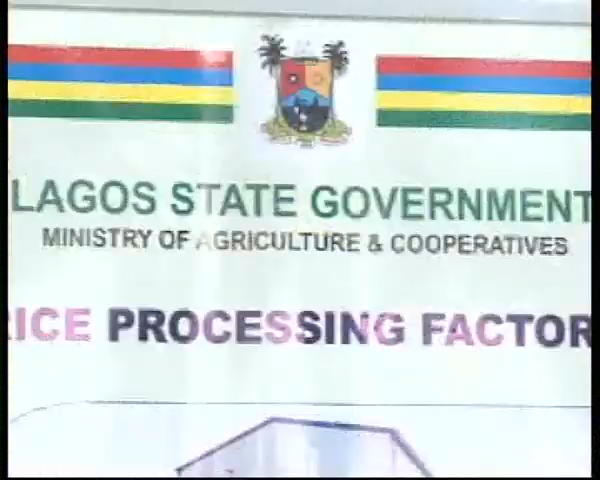 LAGOS STATE GOVERNMENT
MINISTRY OF AGRICULTURE & COOPERATIVES
RICE PROCESSING FACTOR